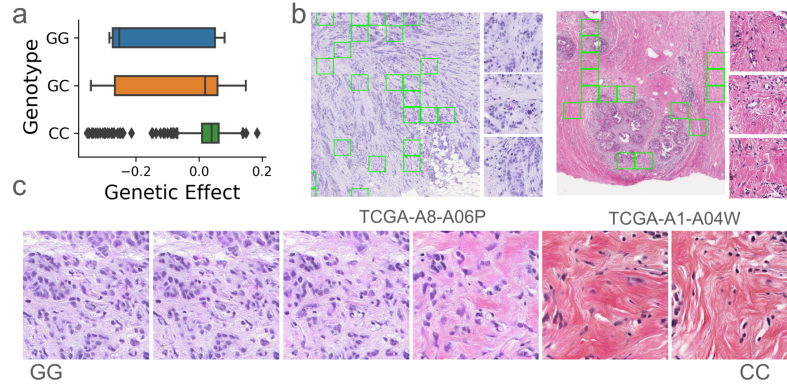 a
b
Genotype
GG
GC
CC
−0.2
0.0
0.2
Genetic Effect
c
TCGA-A8-A06P
TCGA-A1-A04W
GG
CC